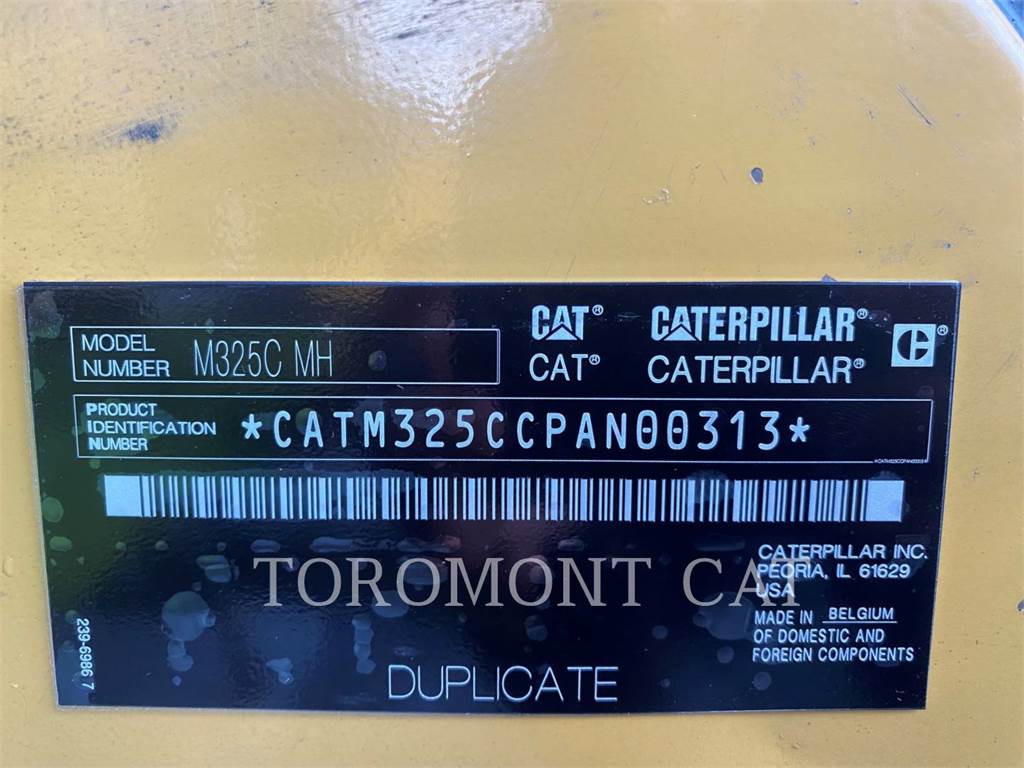 MODEL
NUMBER M325C MH
CAT® CATERPILLAR®
CAT® CATERPILLAR®
PRODUCT
IDENTIFICATION
NUMBER
*CATM325CCPAN00313*
*CATM325CCPAN00313*
CATERPILLAR INC.
PEORIA, IL 61629
USA
TOROMONT CAT
MADE IN BELGIUM
OF DOMESTIC AND
FOREIGN COMPONENTS
239-6986 7
DUPLICATE